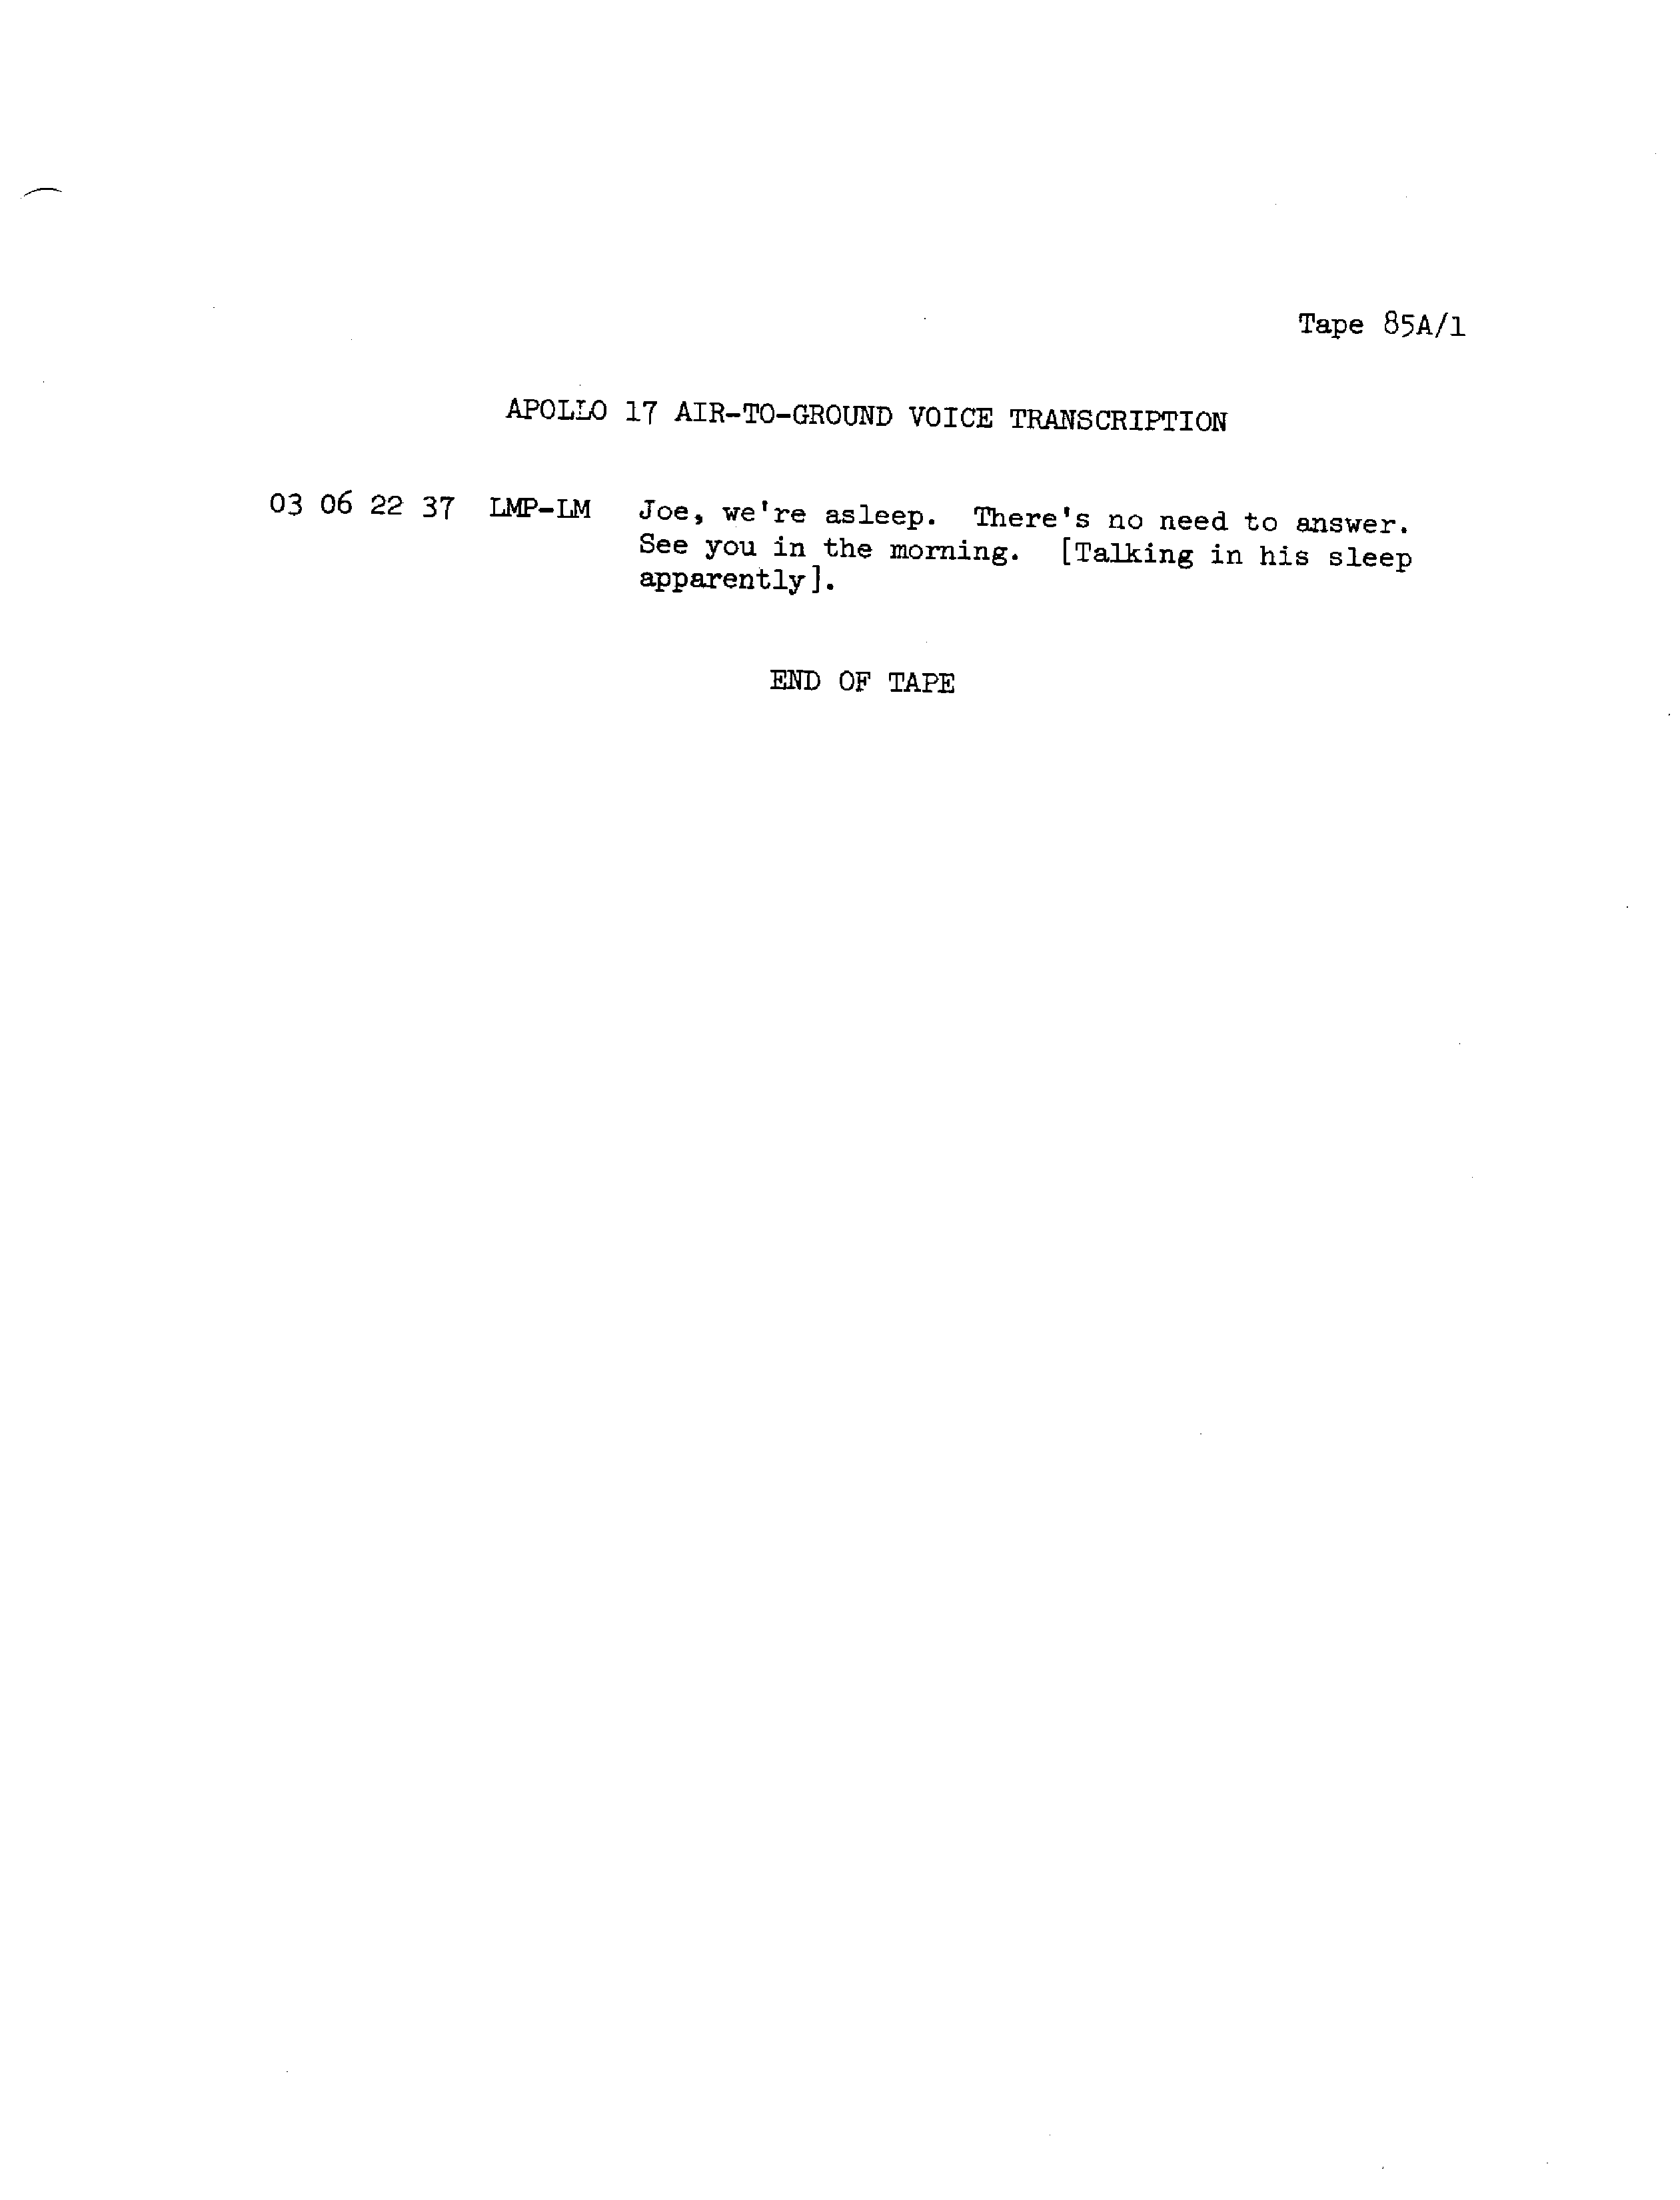 Tape 85A/1
APOLLO 17 AIR-TO-GROUND VOICE TRANSCRIPTION
03 06 22 37 LMP-LM Joe, we're asleep. There's no need to answer.
See you in the morning. [Talking in his sleep
apparently].
END OF TAPE